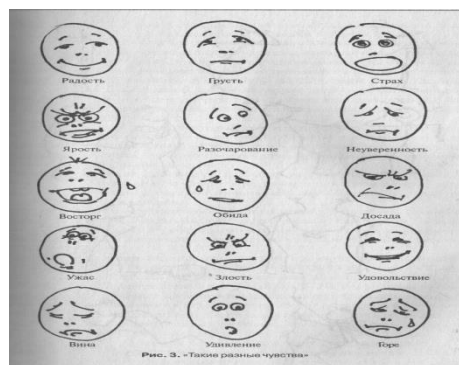 Радость Грусть Страх
Ярость Разочарование Неуверенность
Восторг Обида Досада
Ужас Злость Удовольствие
Вина Удивление Горе
Рис. 3. «Такие разные чувства»